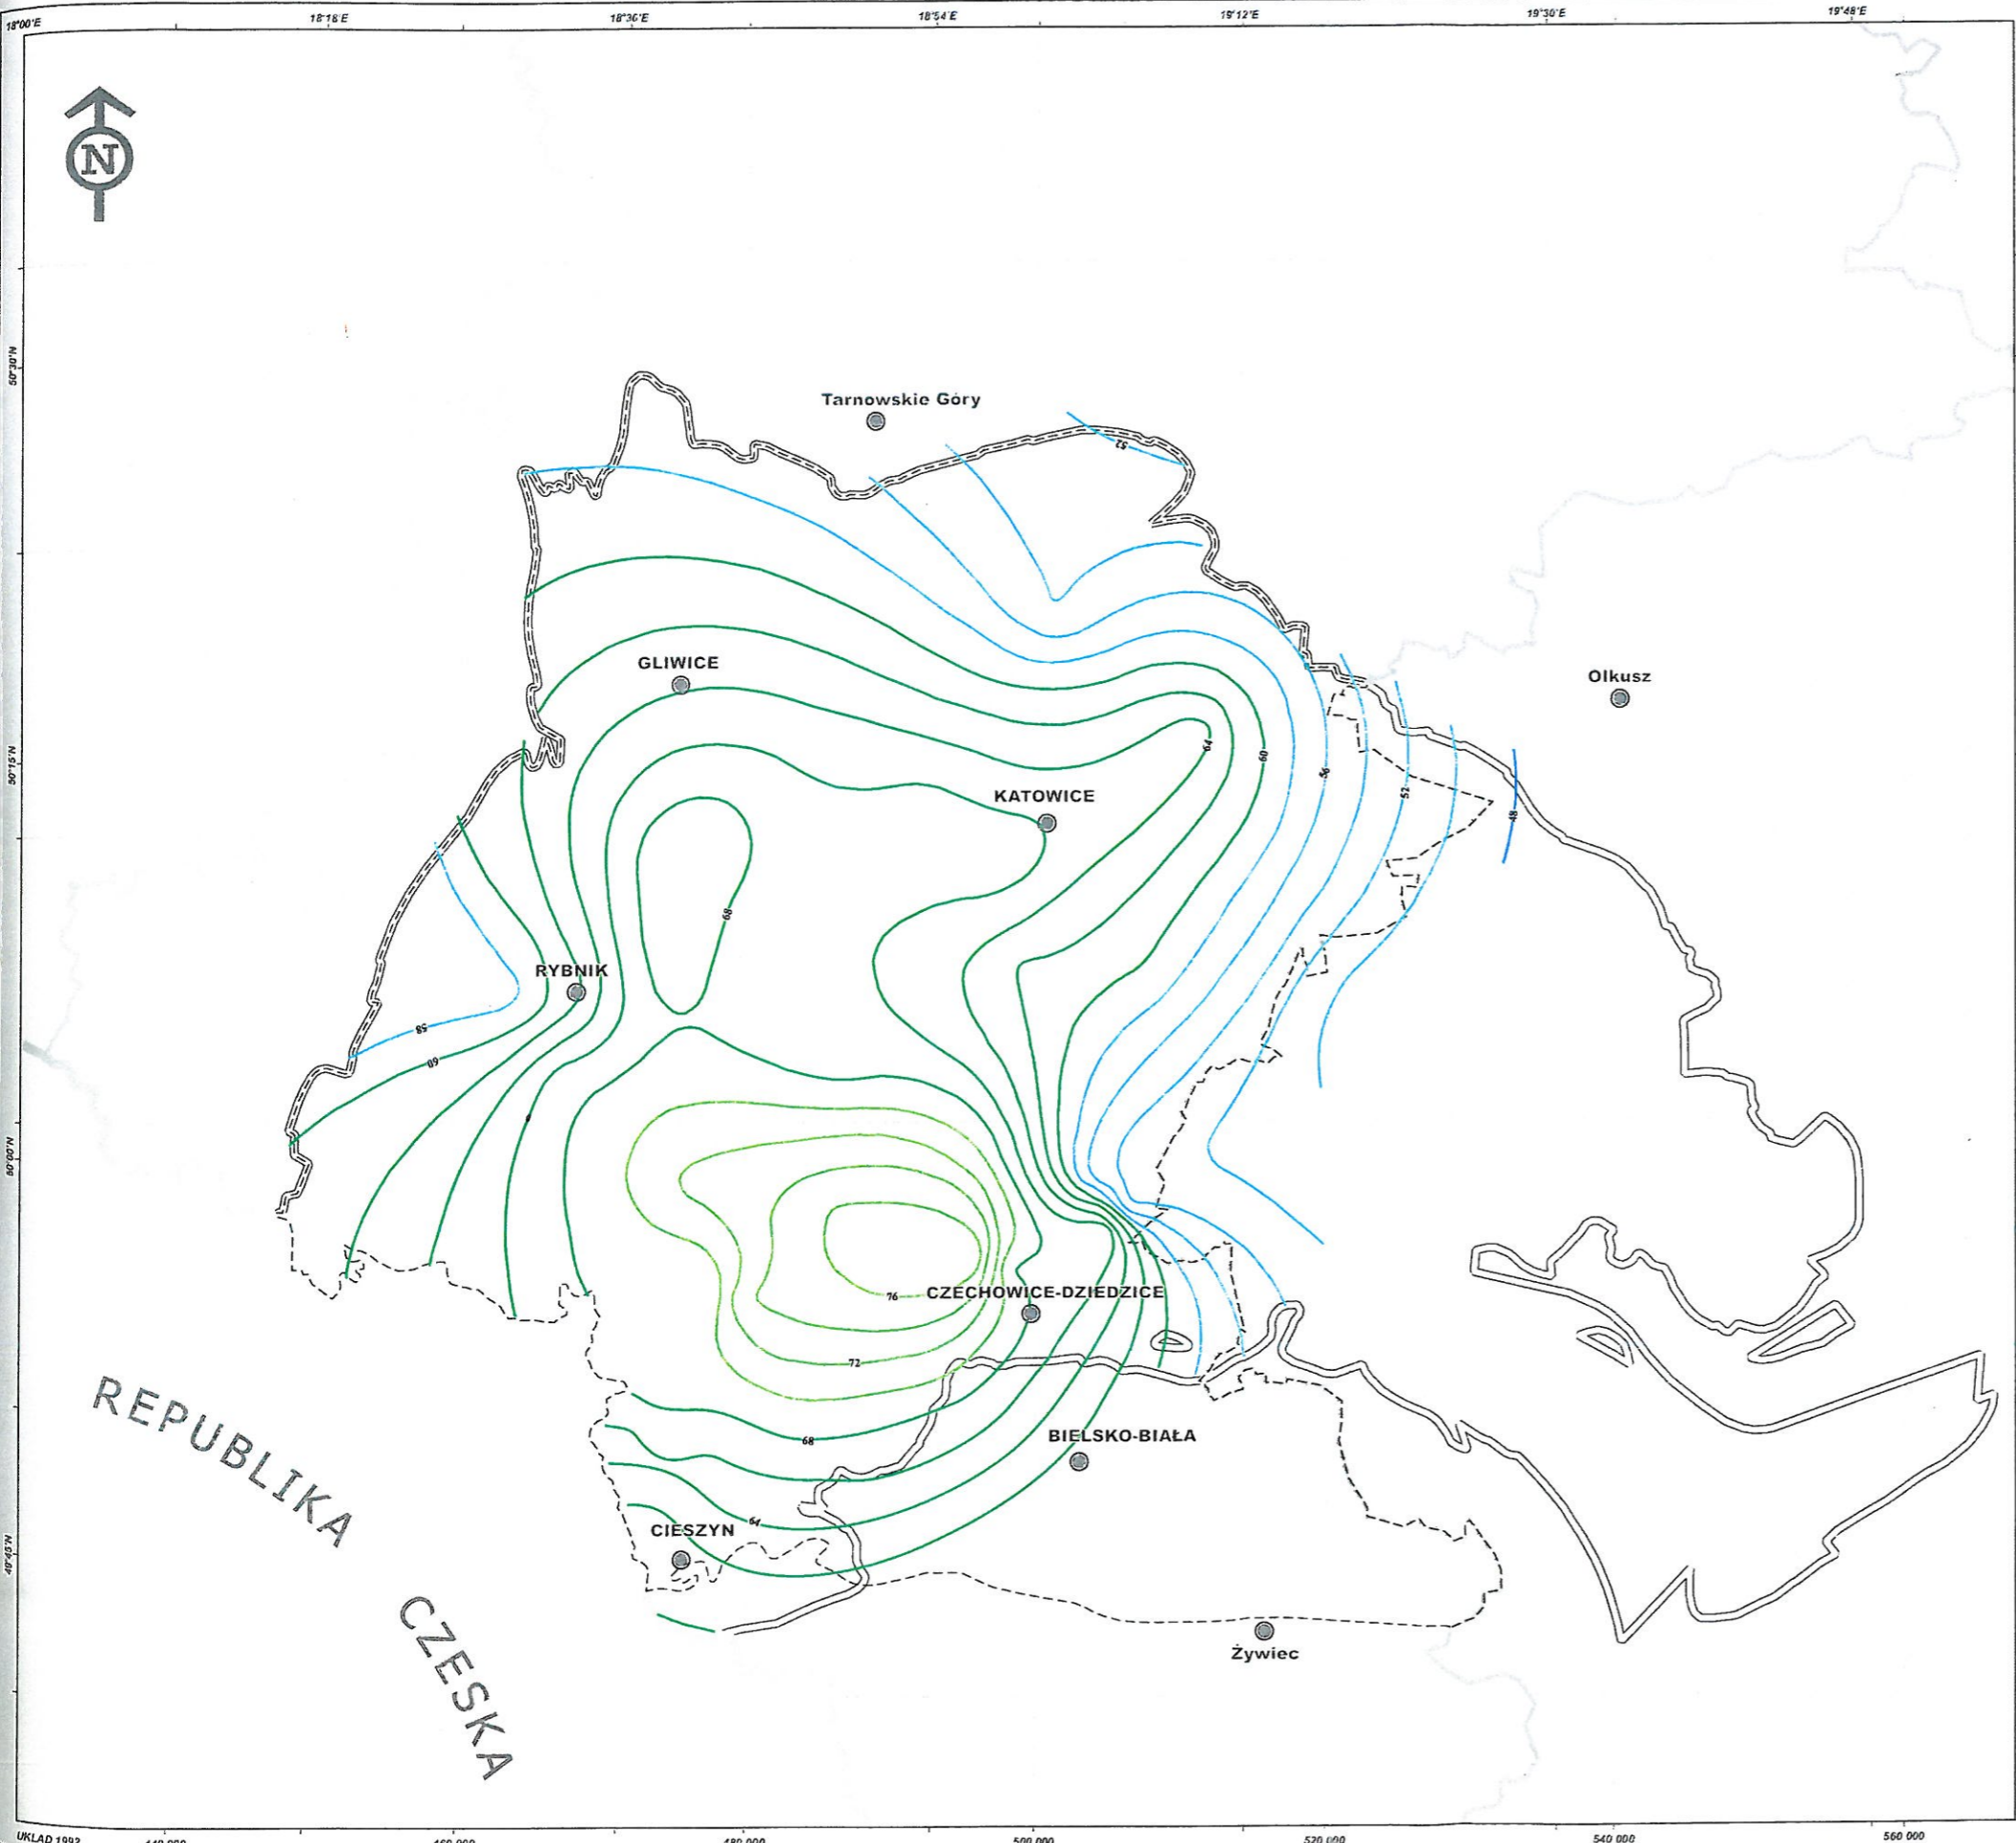 18°00'E
18°18'E
18°36'E
18°54'E
19°12'E
19°30'E
19°48'E
N
50°30'N
Tarnowskie Góry
52
GLIWICE
Olkusz
64
60
56
52
48
50°15'N
KATOWICE
68
RYBNIK
58
60
50°00'N
76
CZECHOWICE-DZIEDZICE
72
REPUBLIKA
CZESKA
68
BIELSKO-BIAŁA
64
CIESZYN
49°45'N
Żywiec
UKLAD 1992
480 000
500 000
520 000
540 000
560 000